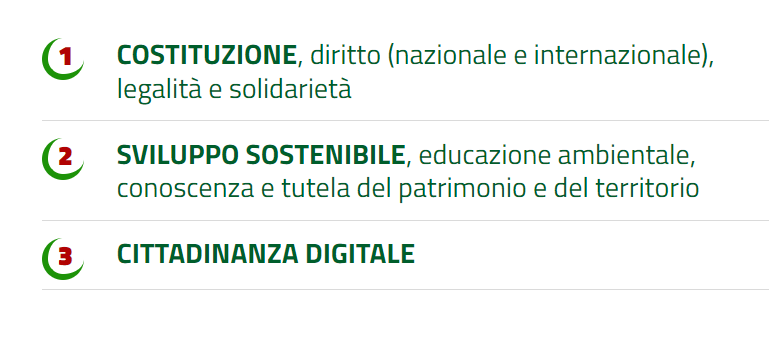 1 COSTITUZIONE, diritto (nazionale e internazionale),
legalità e solidarietà
2 SVILUPPO SOSTENIBILE, educazione ambientale,
conoscenza e tutela del patrimonio e del territorio
3 CITTADINANZA DIGITALE